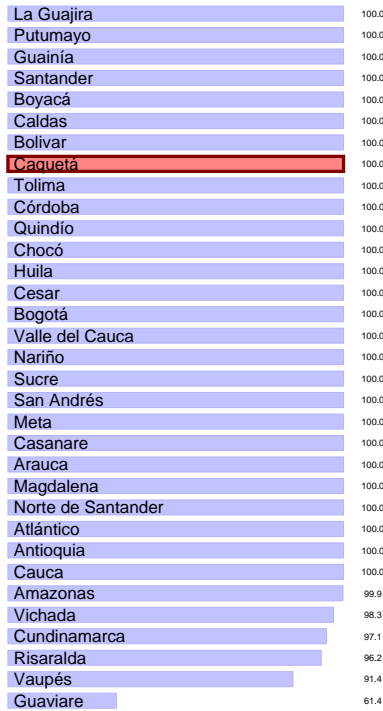 La Guajira 100.0
Putumayo 100.0
Guainía 100.0
Santander 100.0
Boyacá 100.0
Caldas 100.0
Bolivar 100.0
Caquetá 100.0
Tolima 100.0
Córdoba 100.0
Quindío 100.0
Chocó 100.0
Huila 100.0
Cesar 100.0
Bogotá 100.0
Valle del Cauca 100.0
Nariño 100.0
Sucre 100.0
San Andrés 100.0
Meta 100.0
Casanare 100.0
Arauca 100.0
Magdalena 100.0
Norte de Santander 100.0
Atlántico 100.0
Antioquia 100.0
Cauca 100.0
Amazonas 99.9
Vichada 98.3
Cundinamarca 97.1
Risaralda 96.2
Vaupés 91.4
Guaviare 61.4